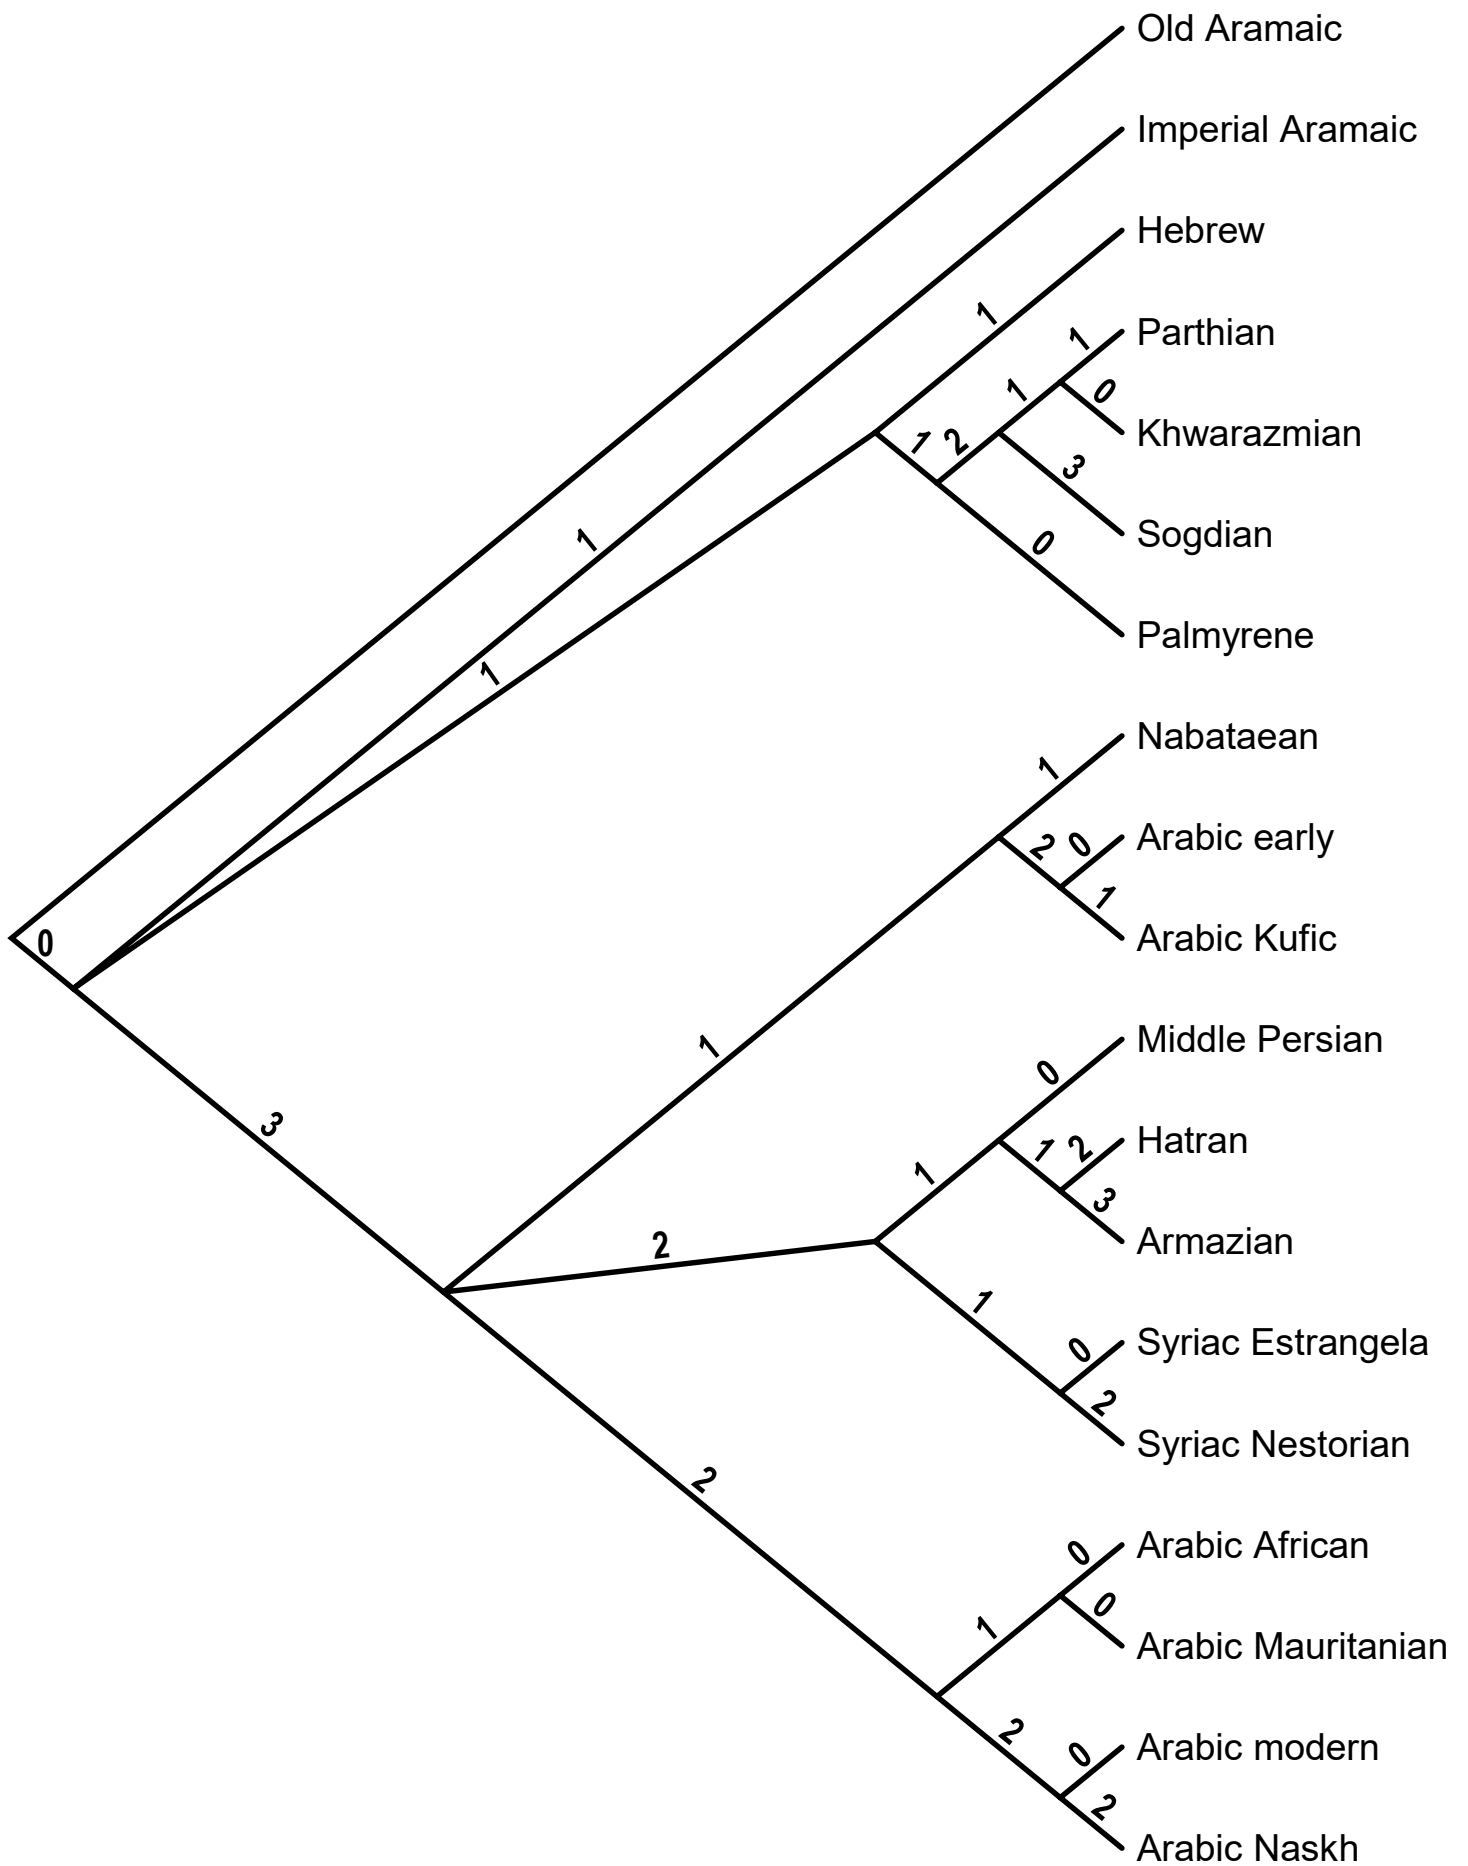 Old Aramaic
Imperial Aramaic
Hebrew
1
Parthian
1
1
0
Khwarazmian
1 2
3
Sogdian
1
0
Palmyrene
1
Nabataean
1
2 0
Arabic early
1
Arabic Kufic
0
1
Middle Persian
0
1 2
Hatran
3
1
3
Armazian
2
1
0
Syriac Estrangela
2
Syriac Nestorian
2
0
Arabic African
0
1
Arabic Mauritanian
2
0
Arabic modern
2
Arabic Naskh